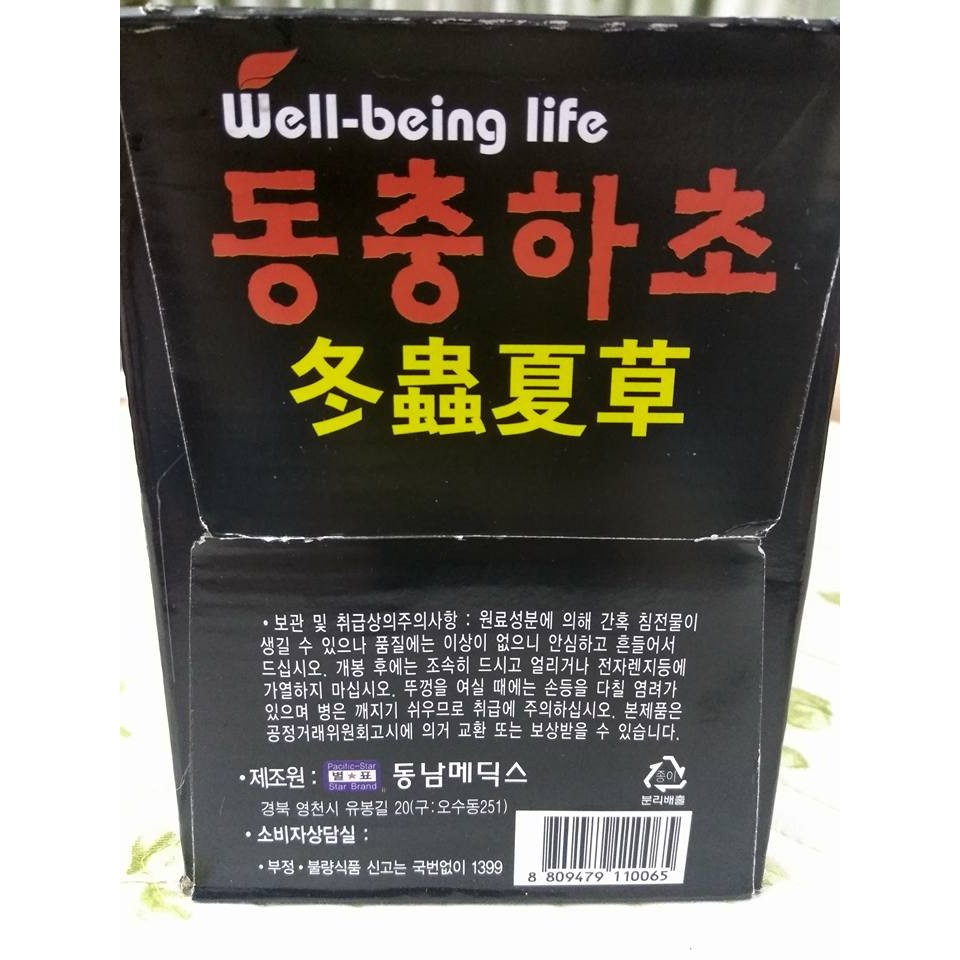 Well-being life
동충하초
冬蟲夏草
• 보관 및 취급상의주의사항 : 원료성분에 의해 간혹 침전물이
생길 수 있으나 품질에는 이상이 없으니 안심하고 흔들어서
드십시오. 개봉 후에는 조속히 드시고 얼리거나 전자렌지등에
가열하지 마십시오. 뚜껑을 여실 때에는 손등을 다칠 염려가
있으며 병은 깨지기 쉬우므로 취급에 주의하십시오. 본제품은
공정거래위원회고시에 의거 교환 또는 보상받을 수 있습니다.
• 제조원 : Pacific-Star 별★표 Star Brand 동남메딕스
경북 영천시 유봉길 20(구:오수동251)
• 소비자상담실 :
• 부정 • 불량식품 신고는 국번없이 1399
종이
분리배출
8 809479 110065